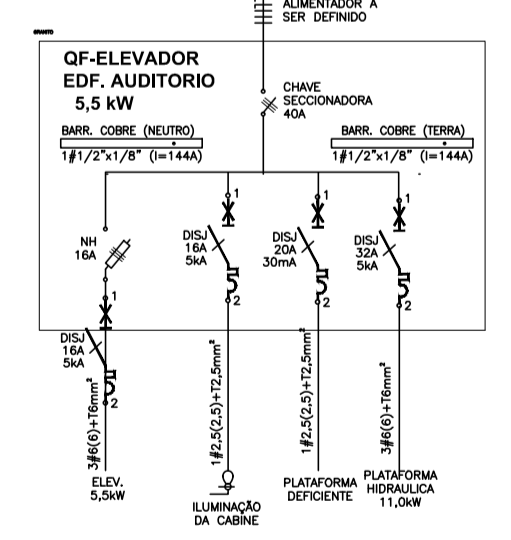 ALIMENTADOR A
SER DEFINIDO
GRANITO
QF-ELEVADOR
EDF. AUDITORIO
5,5 kW
CHAVE
SECCIONADORA
40A
BARR. COBRE (NEUTRO)
1#1/2"x1/8" (I=144A)
BARR. COBRE (TERRA)
1#1/2"x1/8" (I=144A)
NH
16A
1
DISJ
16A
5kA
2
1
DISJ
16A
5kA
2
1
DISJ
20A
30mA
2
1
DISJ
32A
5kA
2
3#6(6)+T6mm²
1#2,5(2,5)+T2,5mm²
1#2,5(2,5)+T2,5mm²
3#6(6)+T6mm²
ELEV.
5,5kW
ILUMINAÇÃO
DA CABINE
PLATAFORMA
DEFICIENTE
PLATAFORMA
HIDRAULICA
11,0kW